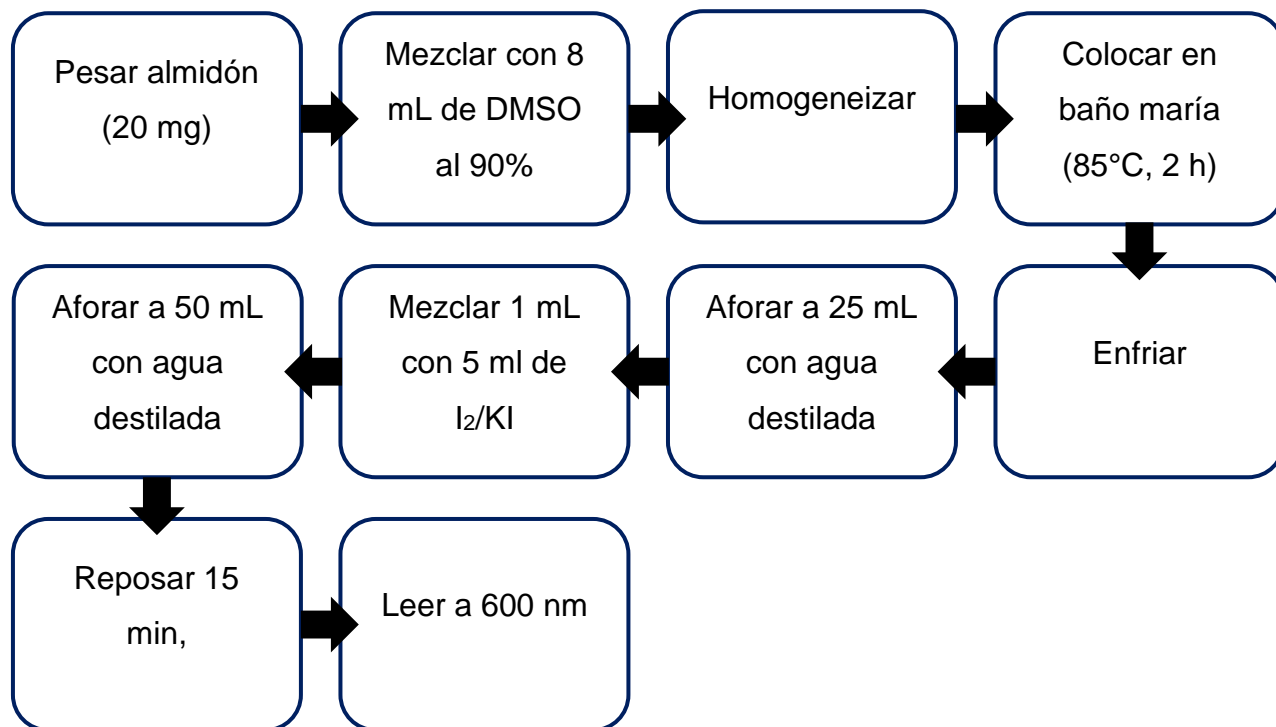 Pesar almidón
(20 mg)
Mezclar con 8
mL de DMSO
al 90%
Homogeneizar
Colocar en
baño maría
(85°C, 2 h)
Enfriar
Aforar a 25 mL
con agua
destilada
Mezclar 1 mL
con 5 ml de
I₂/KI
Aforar a 50 mL
con agua
destilada
Reposar 15
min,
Leer a 600 nm